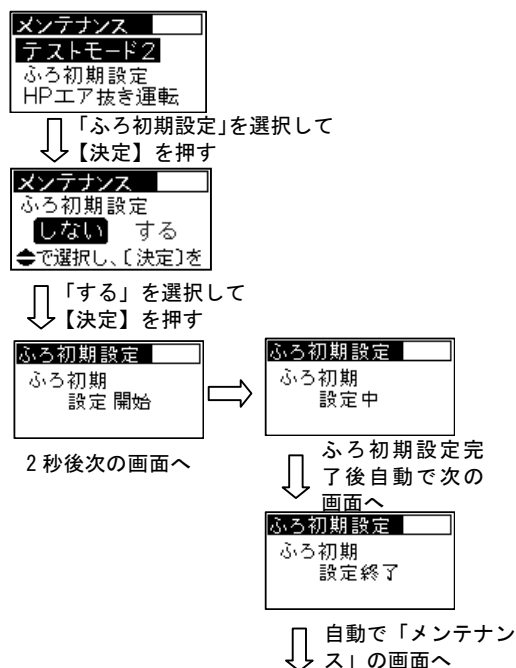 メンテナンス
テストモード2
ふろ初期設定
HPエア抜き運転
「ふろ初期設定」を選択して
【決定】を押す
メンテナンス
ふろ初期設定
しない する
◆で選択し、〔決定〕を
「する」を選択して
【決定】を押す
ふろ初期設定
ふろ初期
設定 開始
2秒後次の画面へ
ふろ初期設定
ふろ初期
設定中
ふろ初期設定完
了後自動で次の
画面へ
ふろ初期設定
ふろ初期
設定終了
自動で「メンテナン
ス」の画面へ